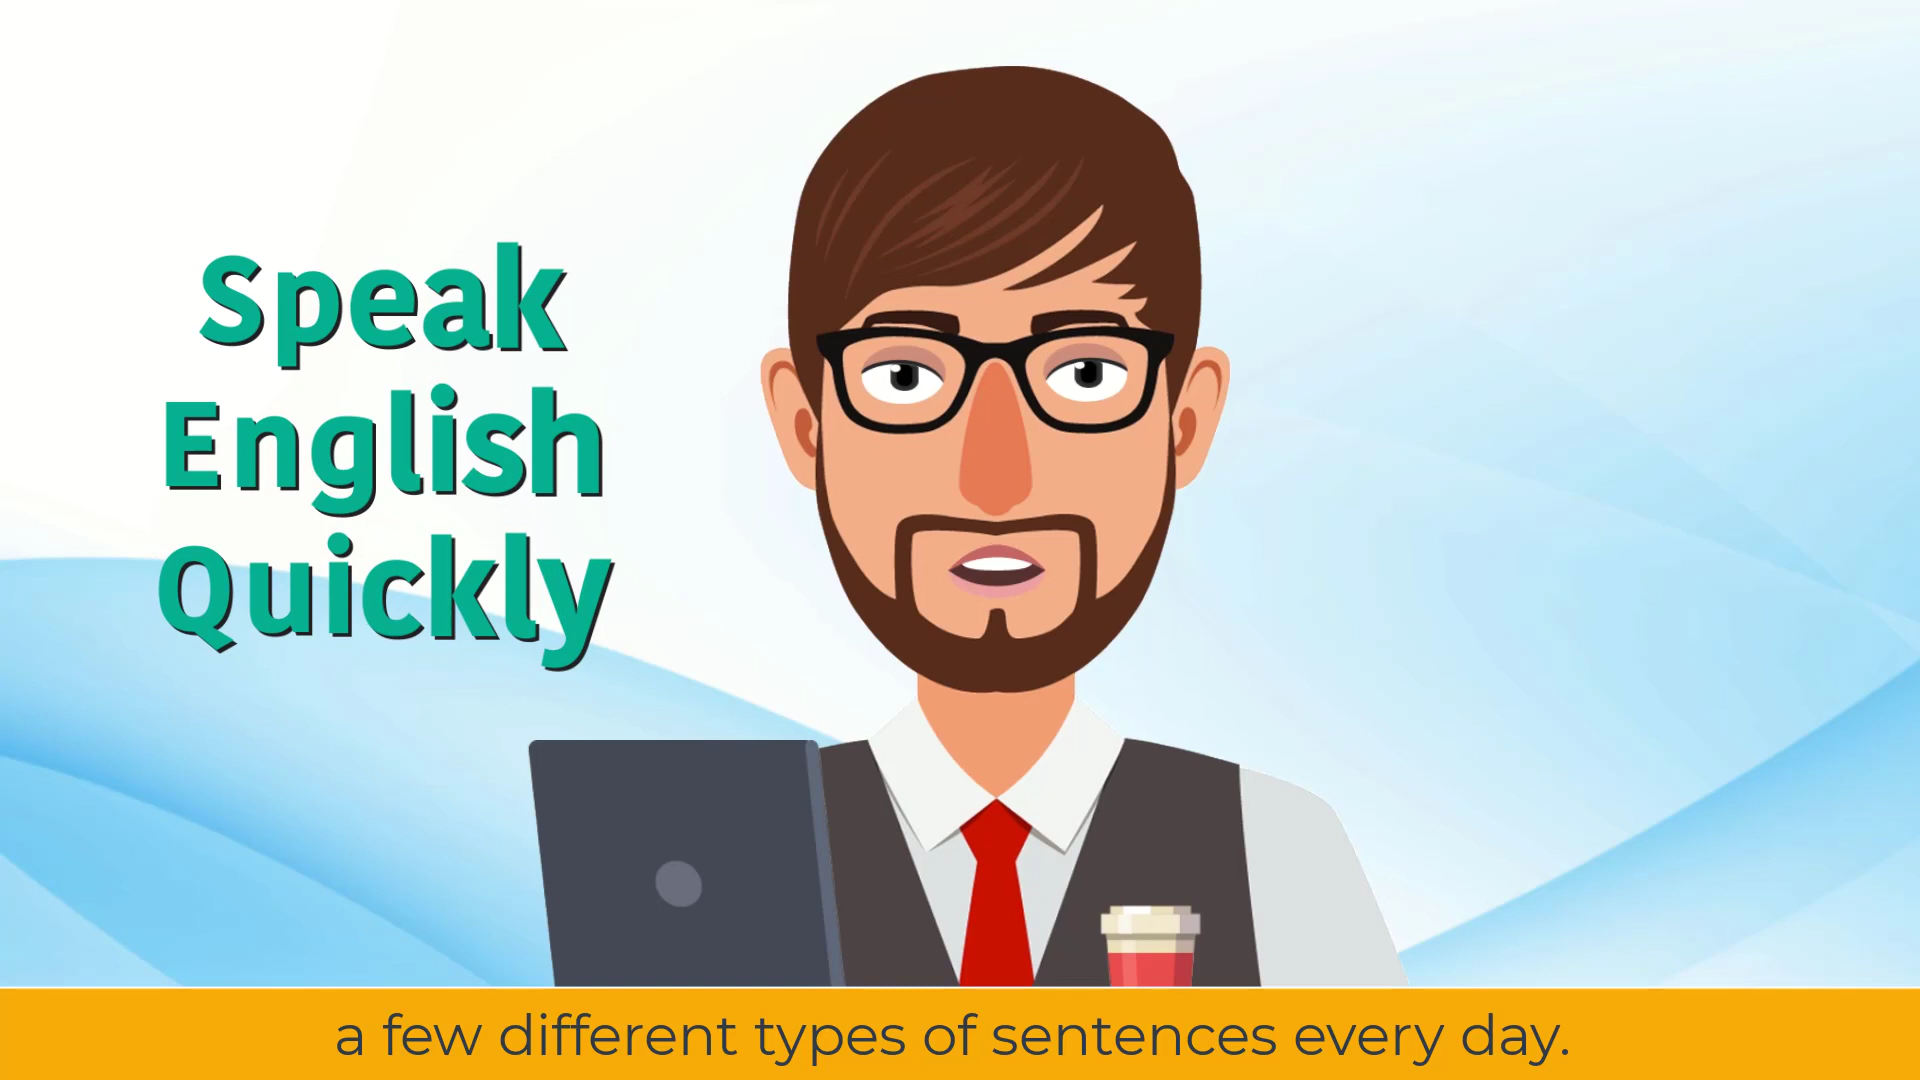 Speak
English
Quickly
a few different types of sentences every day.